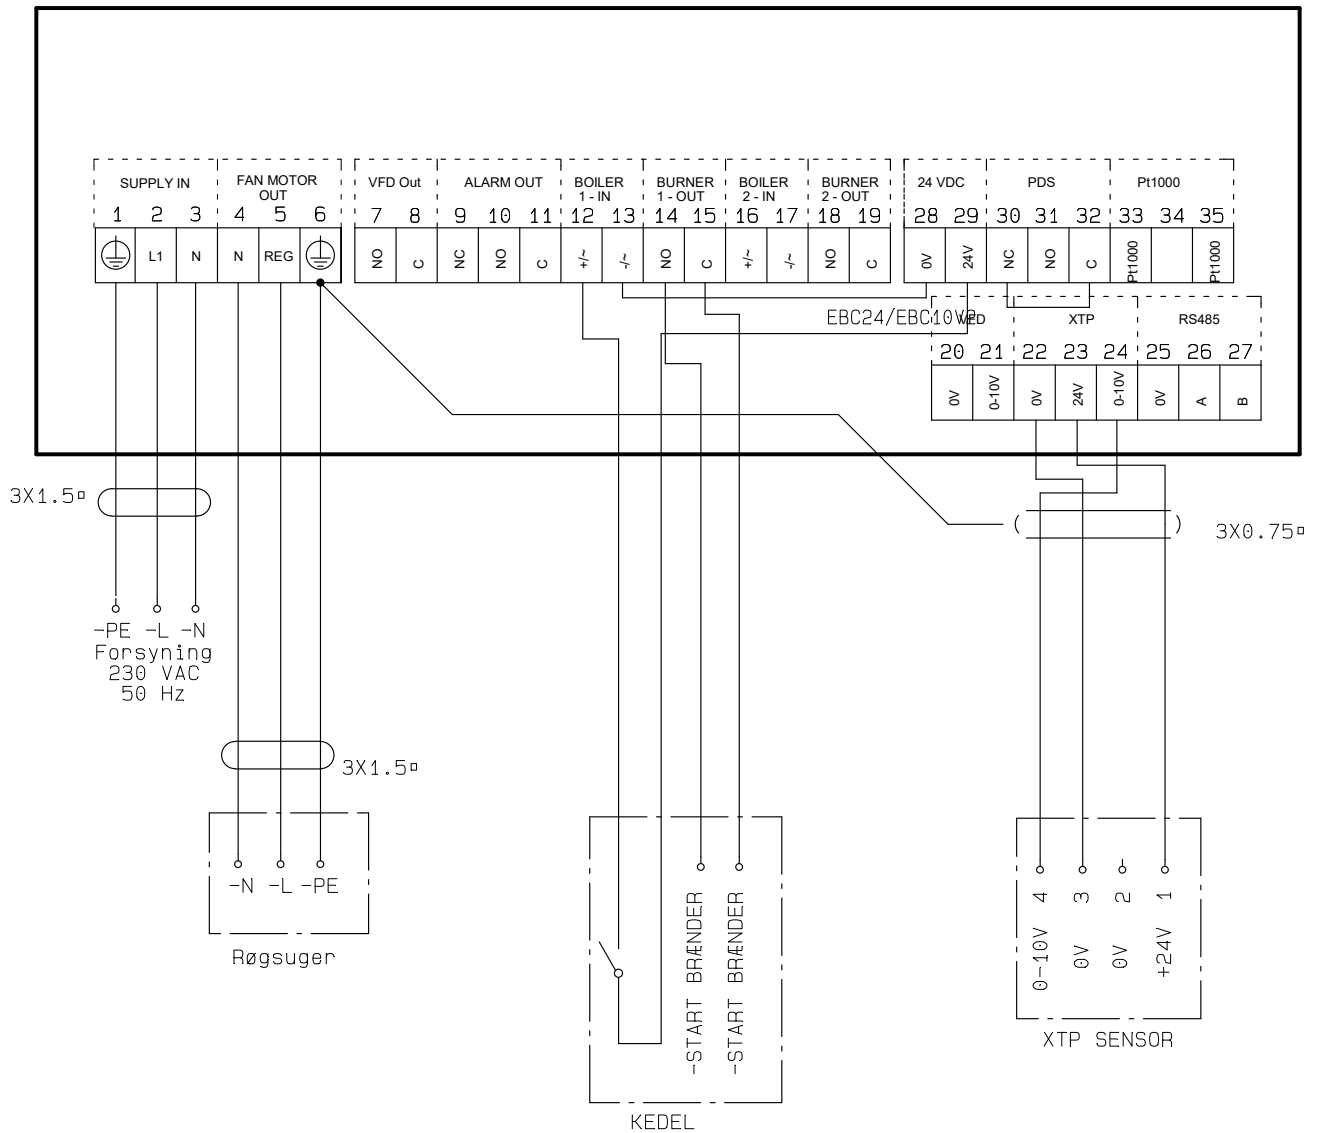 SUPPLY IN FAN MOTOR VFD Out ALARM OUT BOILER BURNER BOILER BURNER 24 VDC PDS Pt1000
OUT 1 - IN 1 - OUT 2 - IN 2 - OUT
1 2 3 4 5 6 7 8 9 10 11 12 13 14 15 16 17 18 19 28 29 30 31 32 33 34 35
L1 N N REG NO C NC NO C +/~ -/~ NO C +/~ -/~ NO C 0V 24V NC NO C Pt1000 Pt1000
EBC24/EBC10V2
VFD XTP RS485
20 21 22 23 24 25 26 27
0V 0-10V 0V 24V 0-10V 0V A B
3X1.5▫
3X0.75▫
-PE -L -N
Forsyning
230 VAC
50 Hz
3X1.5▫
-N -L -PE
Røgsuger
-START BRÆNDER
-START BRÆNDER
KEDEL
4 3 2 1
0-10V 0V 0V +24V
XTP SENSOR